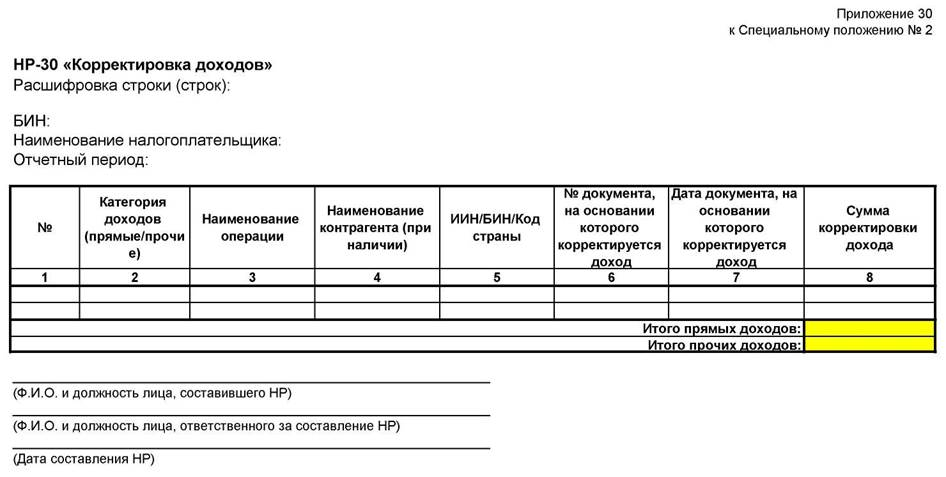 Приложение 30
к Специальному положению № 2
НР-30 «Корректировка доходов»
Расшифровка строки (строк):
БИН:
Наименование налогоплательщика:
Отчетный период:
№
Категория
доходов
(прямые/прочи
е)
Наименование
операции
Наименование
контрагента (при
наличии)
ИИН/БИН/Код
страны
№ документа,
на основании
которого
корректируется
доход
Дата документа, на
основании
которого
корректируется
доход
Сумма
корректировки
дохода
1 2 3 4 5 6 7 8
Итого прямых доходов:
Итого прочих доходов:
(Ф.И.О. и должность лица, составившего НР)
(Ф.И.О. и должность лица, ответственного за составление НР)
(Дата составления НР)